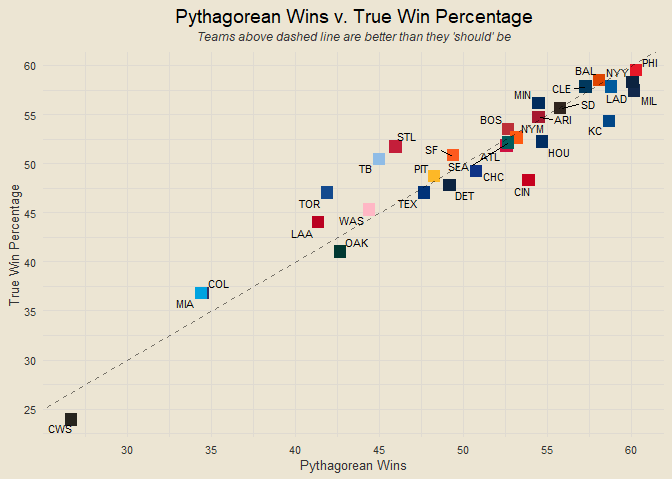 Pythagorean Wins v. True Win Percentage
Teams above dashed line are better than they 'should' be
True Win Percentage
60
55
50
45
40
35
30
25
PHI
BAL
NYY
CLE
LAD
MIL
MIN
SD
ARI
KC
BOS
NYM
STL
SF
ATL
HOU
TB
PIT
SEA
CHC
CIN
TOR
TEX
DET
WAS
LAA
OAK
COL
MIA
CWS
30
35
40
45
50
55
60
Pythagorean Wins